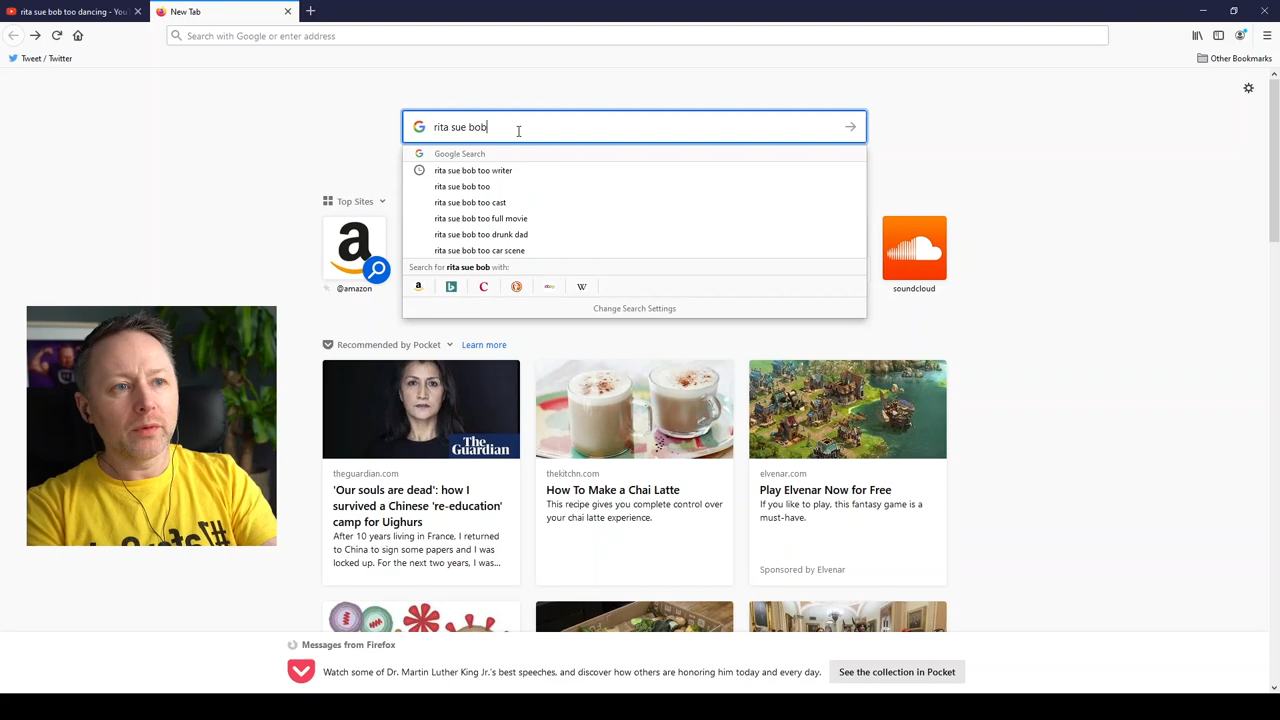 rita sue bob too dancing - You
New Tab
Search with Google or enter address
Tweet / Twitter
Other Bookmarks
rita sue bob
Google Search
rita sue bob too writer
rita sue bob too
rita sue bob too cast
rita sue bob too full movie
rita sue bob too drunk dad
rita sue bob too car scene
Search for rita sue bob with:
Change Search Settings
Top Sites
@amazon
soundcloud
Recommended by Pocket
Learn more
The
Guardian
theguardian.com
'Our souls are dead': how I
survived a Chinese 're-education'
camp for Uighurs
After 10 years living in France, I returned
to China to sign some papers and I was
locked up. For the next two years, I was...
thekitchn.com
How To Make a Chai Latte
This recipe gives you complete control over
your chai latte experience.
elvenar.com
Play Elvenar Now for Free
If you like to play, this fantasy game is a
must-have.
Sponsored by Elvenar
Messages from Firefox
Watch some of Dr. Martin Luther King Jr.'s best speeches, and discover how others are honoring him today and every day.
See the collection in Pocket